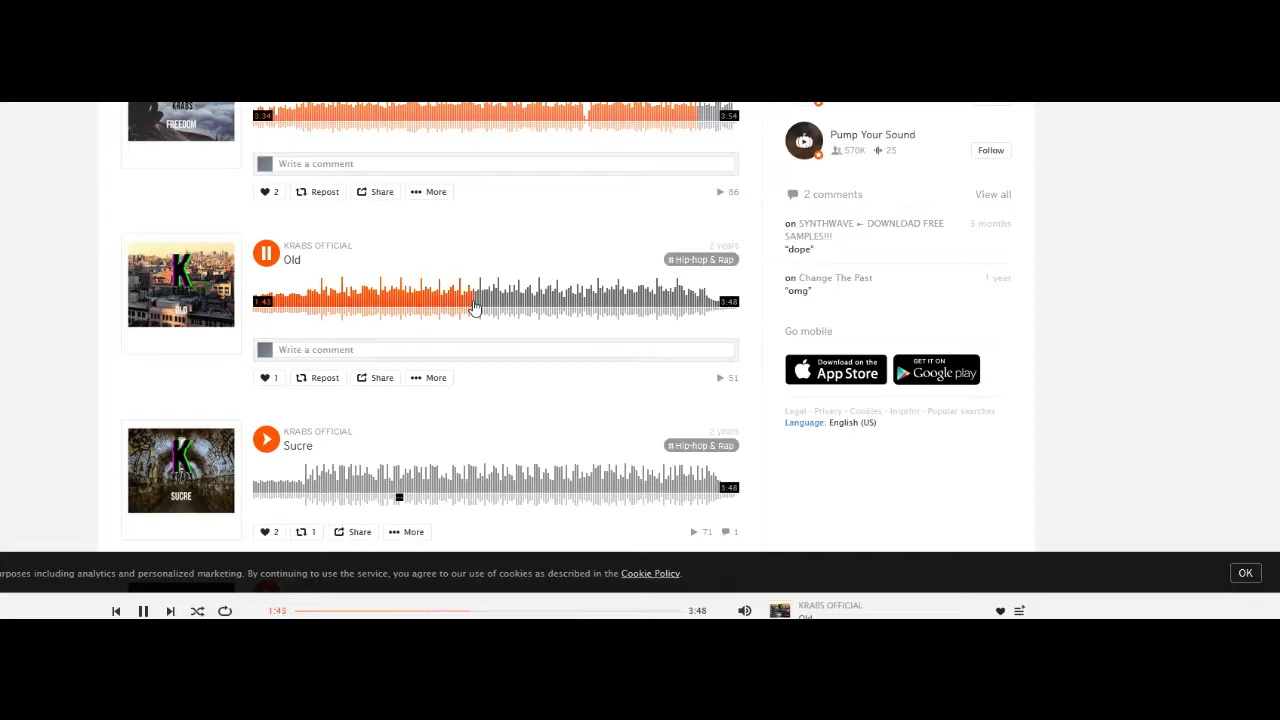 KRABS
FREEDOM
3:34
3:54
Write a comment
2
Repost
Share
More
86
KRABS OFFICIAL
2 years
Old
# Hip-hop & Rap
K
OLD
1:43
3:48
Write a comment
1
Repost
Share
More
51
KRABS OFFICIAL
2 years
Sucre
# Hip-hop & Rap
K
KRABS
SUCRE
3:48
2
1
Share
More
71
1
Pump Your Sound
570K
25
Follow
2 comments
View all
on SYNTHWAVE ← DOWNLOAD FREE
3 months
SAMPLES!!!
“dope”
on Change The Past
1 year
“omg”
Go mobile
Download on the
App Store
GET IT ON
Google play
Legal - Privacy - Cookies - Imprint - Popular searches
Language: English (US)
urposes including analytics and personalized marketing. By continuing to use the service, you agree to our use of cookies as described in the Cookie Policy.
OK
1:43
3:48
KRABS OFFICIAL
Old